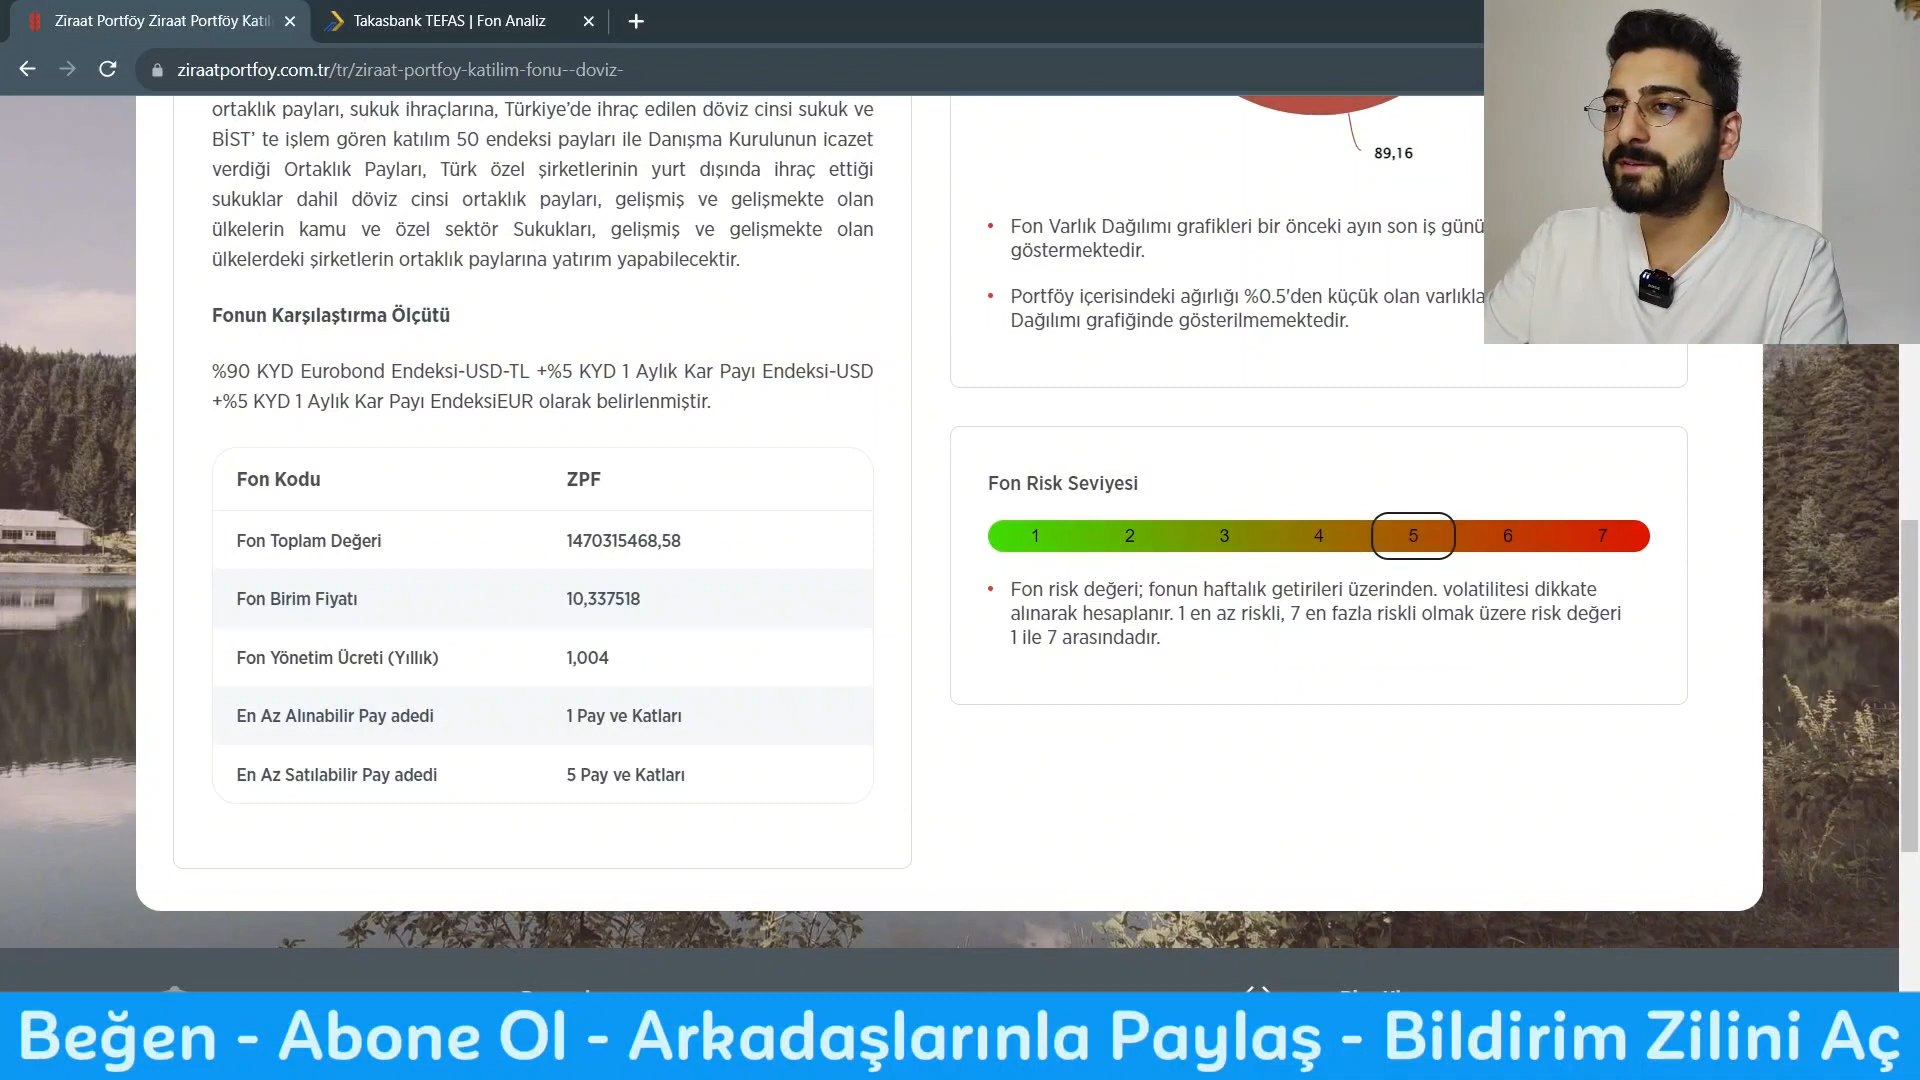 Ziraat Portföy Ziraat Portföy Katıl
Takasbank TEFAS | Fon Analiz
ziraatportfoy.com.tr/tr/ziraat-portfoy-katilim-fonu--doviz-
ortaklık payları, sukuk ihraçlarına, Türkiye’de ihraç edilen döviz cinsi sukuk ve
BİST’ te işlem gören katılım 50 endeksi payları ile Danışma Kurulunun icazet
verdiği Ortaklık Payları, Türk özel şirketlerinin yurt dışında ihraç ettiği
sukuklar dahil döviz cinsi ortaklık payları, gelişmiş ve gelişmekte olan
ülkelerin kamu ve özel sektör Sukukları, gelişmiş ve gelişmekte olan
ülkelerdeki şirketlerin ortaklık paylarına yatırım yapabilecektir.
Fonun Karşılaştırma Ölçütü
%90 KYD Eurobond Endeksi-USD-TL +%5 KYD 1 Aylık Kar Payı Endeksi-USD
+%5 KYD 1 Aylık Kar Payı EndeksiEUR olarak belirlenmiştir.
Fon Kodu ZPF
Fon Toplam Değeri 1470315468,58
Fon Birim Fiyatı 10,337518
Fon Yönetim Ücreti (Yıllık) 1,004
En Az Alınabilir Pay adedi 1 Pay ve Katları
En Az Satılabilir Pay adedi 5 Pay ve Katları
89,16
• Fon Varlık Dağılımı grafikleri bir önceki ayın son iş günü
göstermektedir.
• Portföy içerisindeki ağırlığı %0.5'den küçük olan varlıkla
Dağılımı grafiğinde gösterilmemektedir.
Fon Risk Seviyesi
1 2 3 4 5 6 7
• Fon risk değeri; fonun haftalık getirileri üzerinden. volatilitesi dikkate
alınarak hesaplanır. 1 en az riskli, 7 en fazla riskli olmak üzere risk değeri
1 ile 7 arasındadır.
Beğen - Abone Ol - Arkadaşlarınla Paylaş - Bildirim Zilini Aç